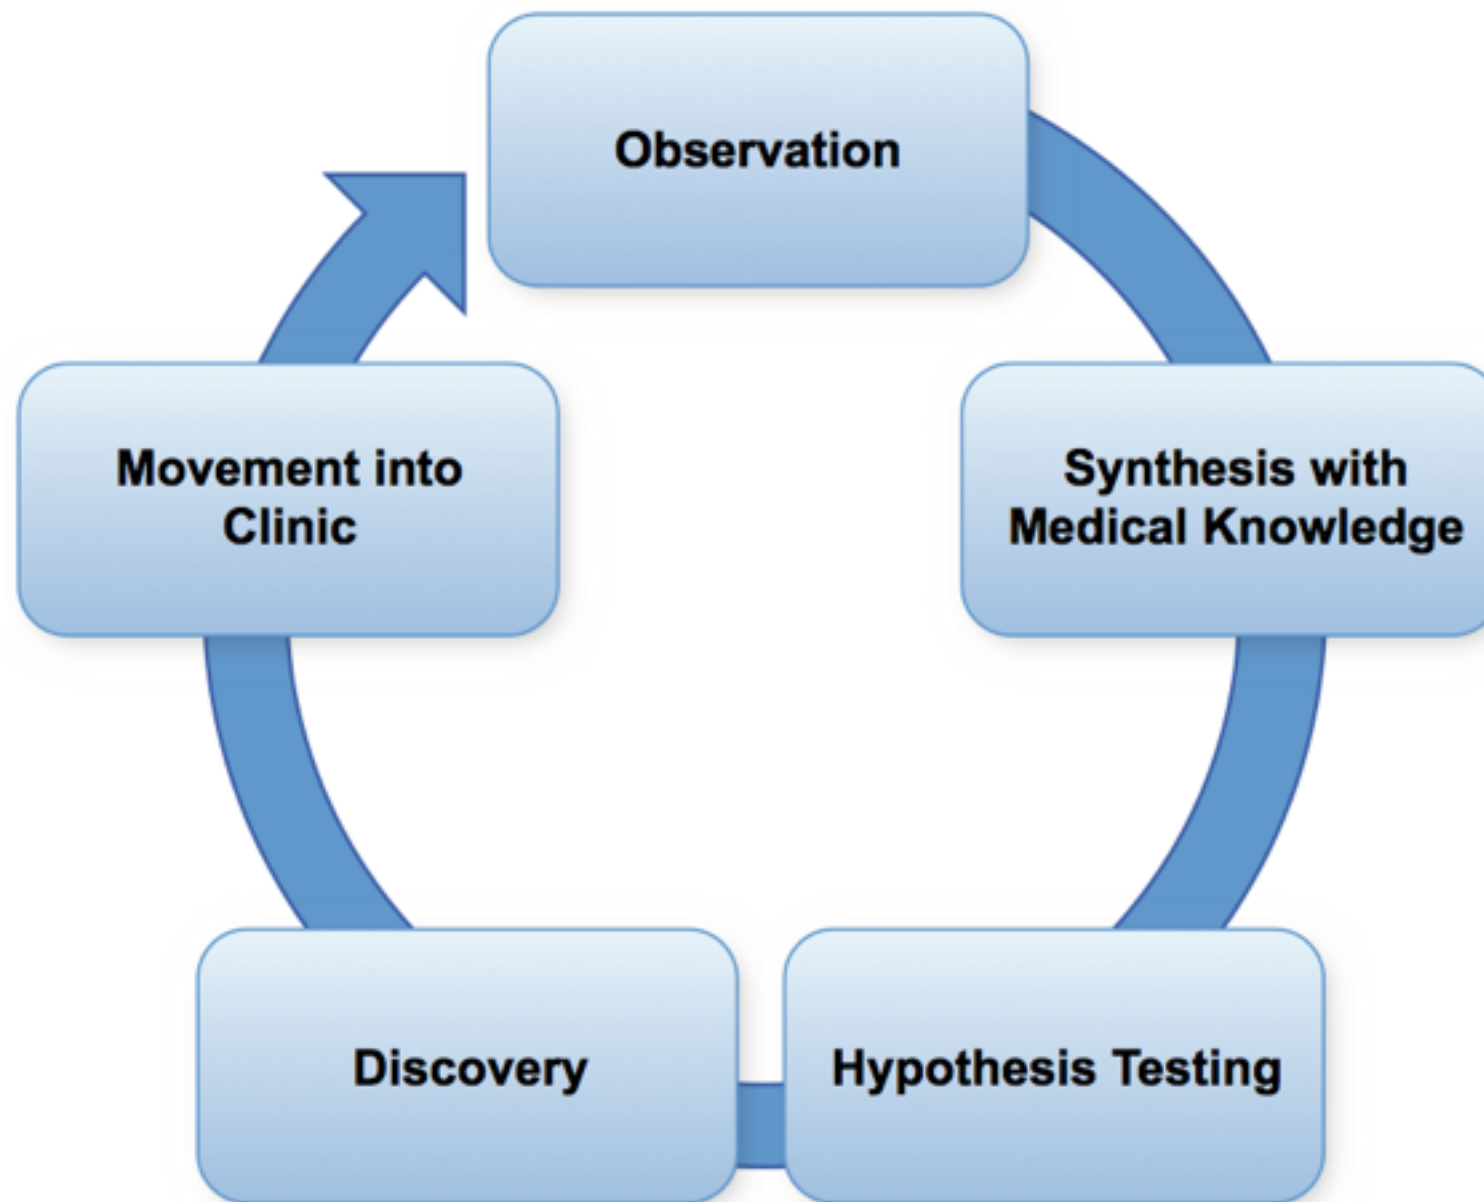 Observation
Synthesis with
Medical Knowledge
Hypothesis Testing
Discovery
Movement into
Clinic